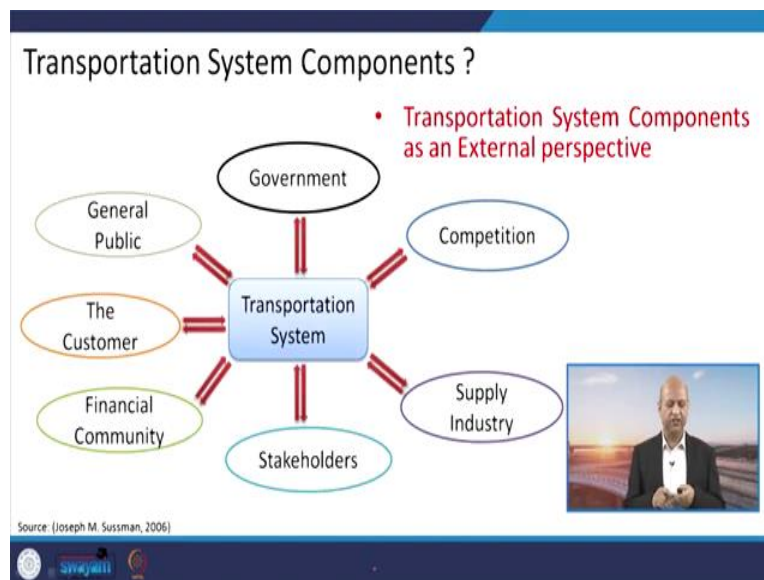 Transportation System Components ?
• Transportation System Components
as an External perspective
Government
General
Public
Competition
The
Customer
Transportation
System
Financial
Community
Supply
Industry
Stakeholders
Source: (Joseph M. Sussman, 2006)
swayam